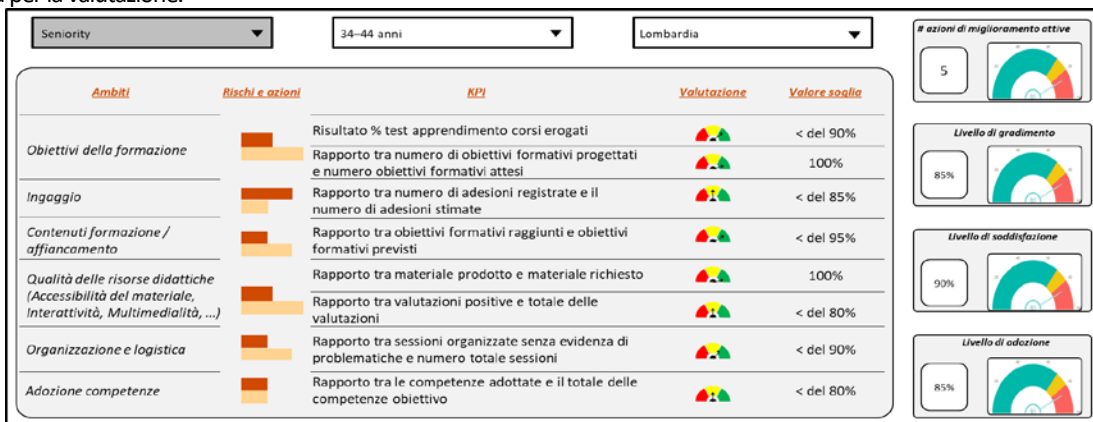 per la valutazione.
Seniority
34–44 anni
Lombardia
# azioni di miglioramento attive
5
Ambiti
Rischi e azioni
KPI
Valutazione
Valore soglia
Obiettivi della formazione
Risultato % test apprendimento corsi erogati
< del 90%
Rapporto tra numero di obiettivi formativi progettati
e numero obiettivi formativi attesi
100%
Livello di gradimento
85%
Ingaggio
Rapporto tra numero di adesioni registrate e il
numero di adesioni stimate
< del 85%
Contenuti formazione /
affiancamento
Rapporto tra obiettivi formativi raggiunti e obiettivi
formativi previsti
< del 95%
Livello di soddisfazione
90%
Qualità delle risorse didattiche
(Accessibilità del materiale,
Interattività, Multimedialità, ...)
Rapporto tra materiale prodotto e materiale richiesto
100%
Rapporto tra valutazioni positive e totale delle
valutazioni
< del 80%
Organizzazione e logistica
Rapporto tra sessioni organizzate senza evidenza di
problematiche e numero totale sessioni
< del 90%
Livello di adozione
85%
Adozione competenze
Rapporto tra le competenze adottate e il totale delle
competenze obiettivo
< del 80%